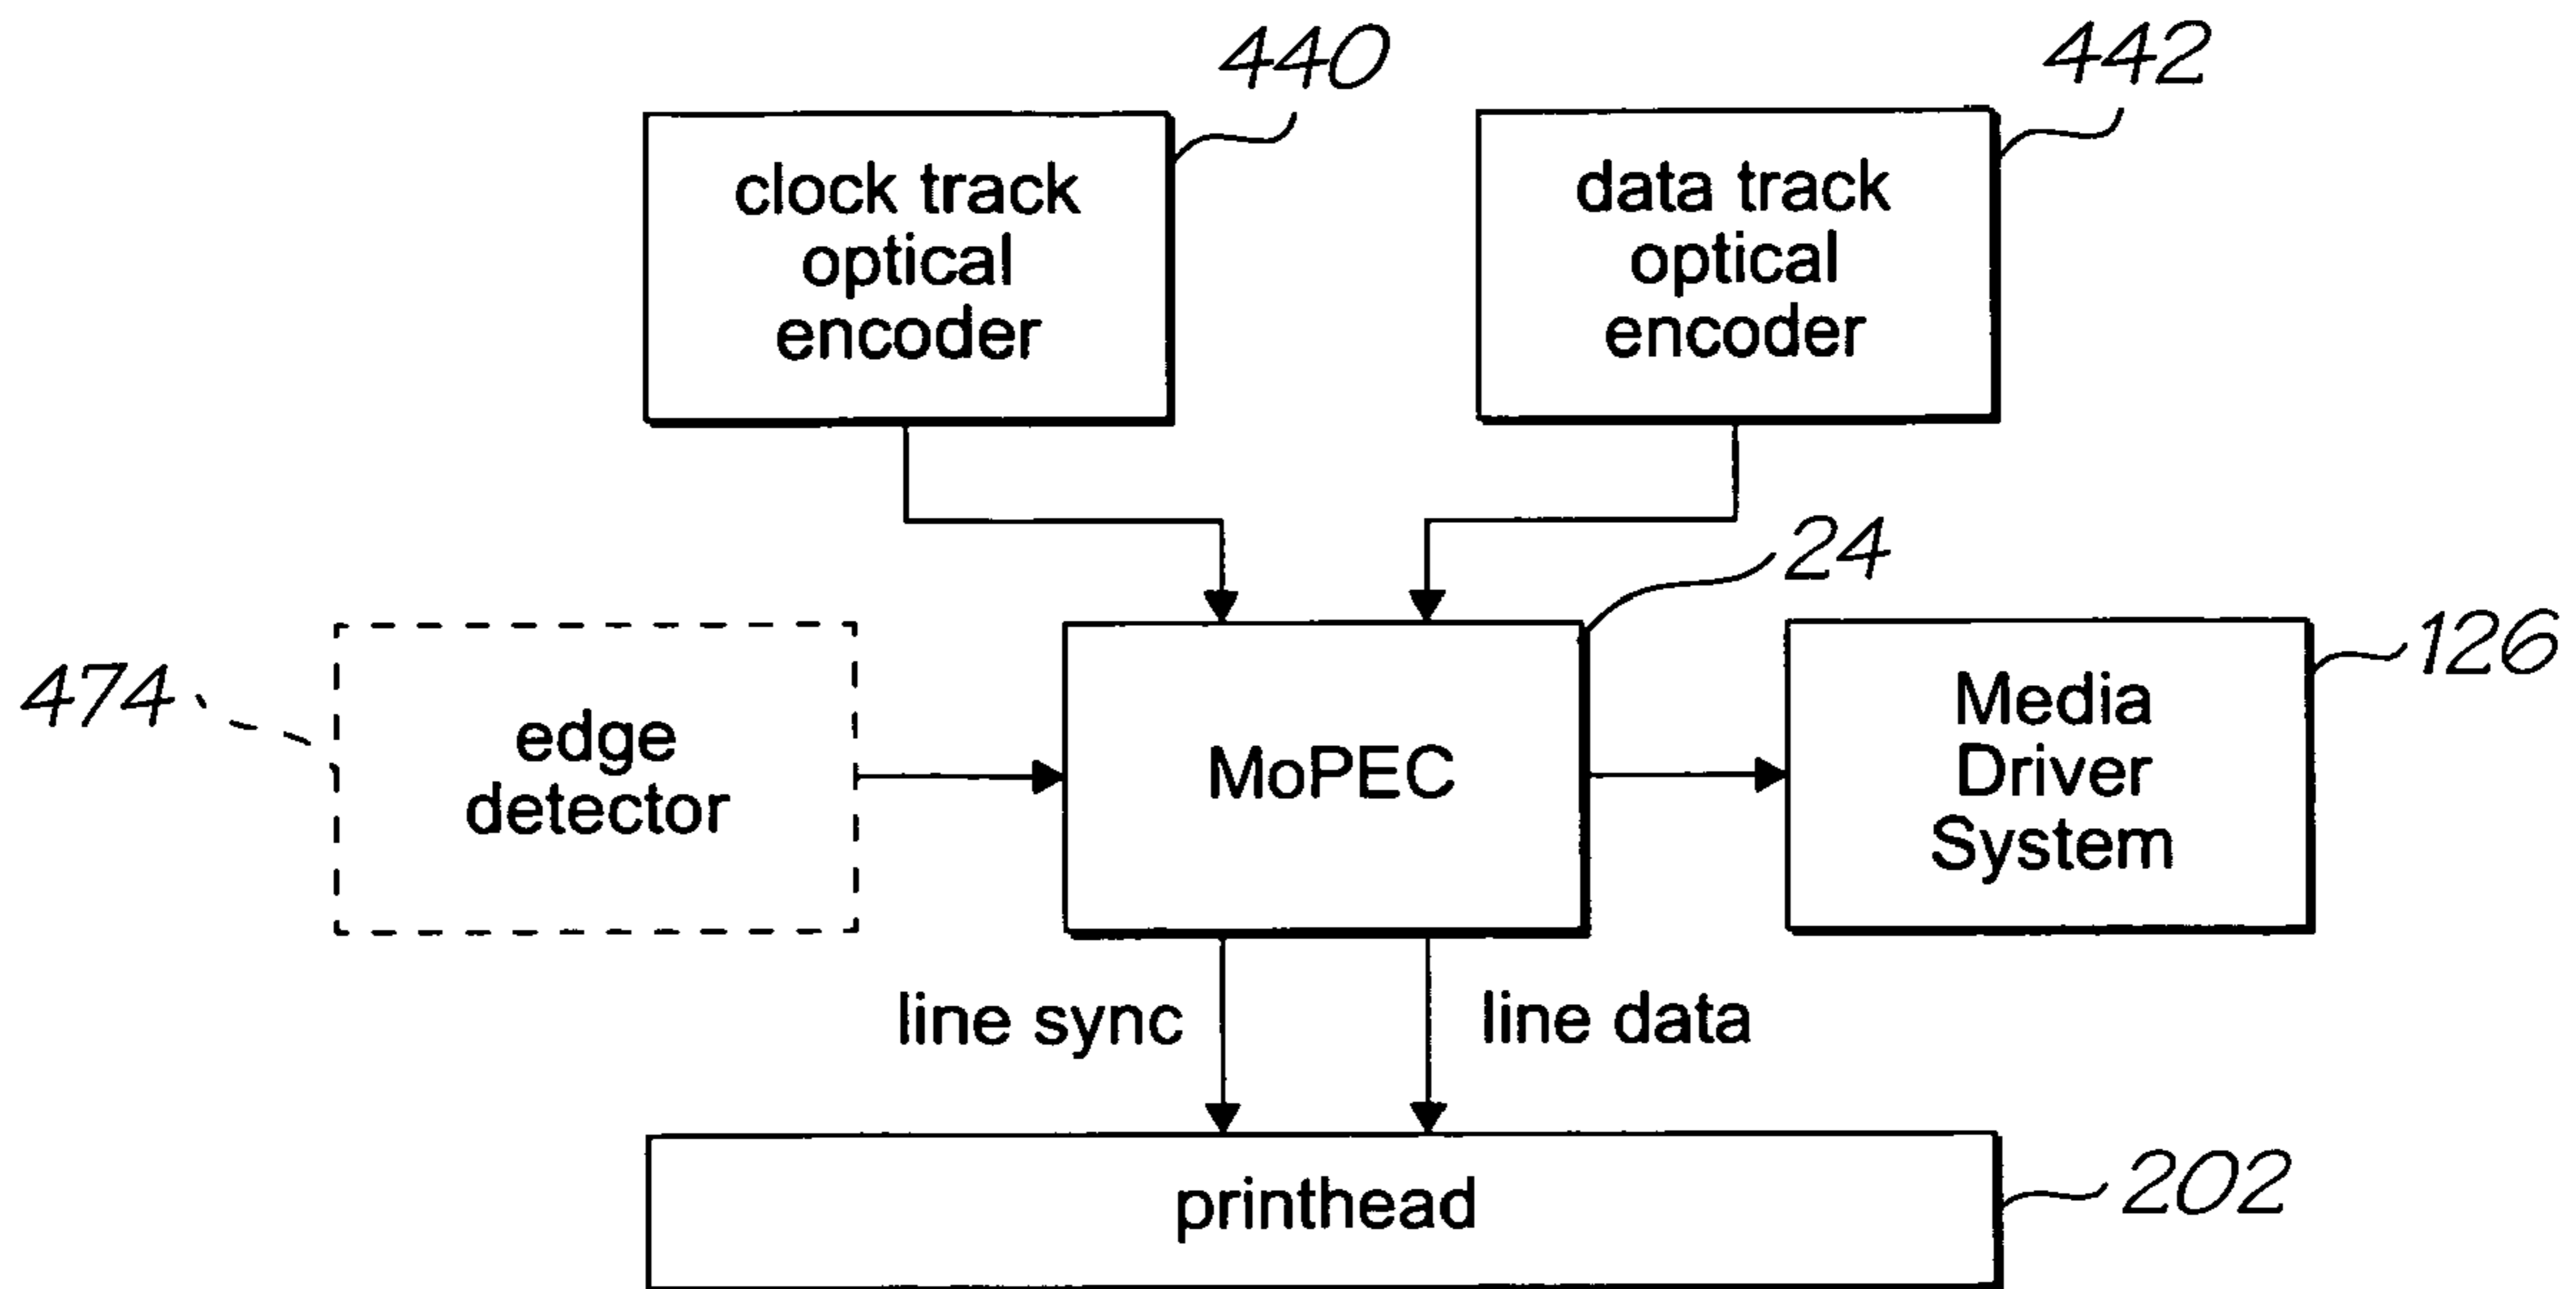 440
442
clock track
optical
encoder
data track
optical
encoder
24
126
474
edge
detector
MoPEC
Media
Driver
System
line sync
line data
printhead
202